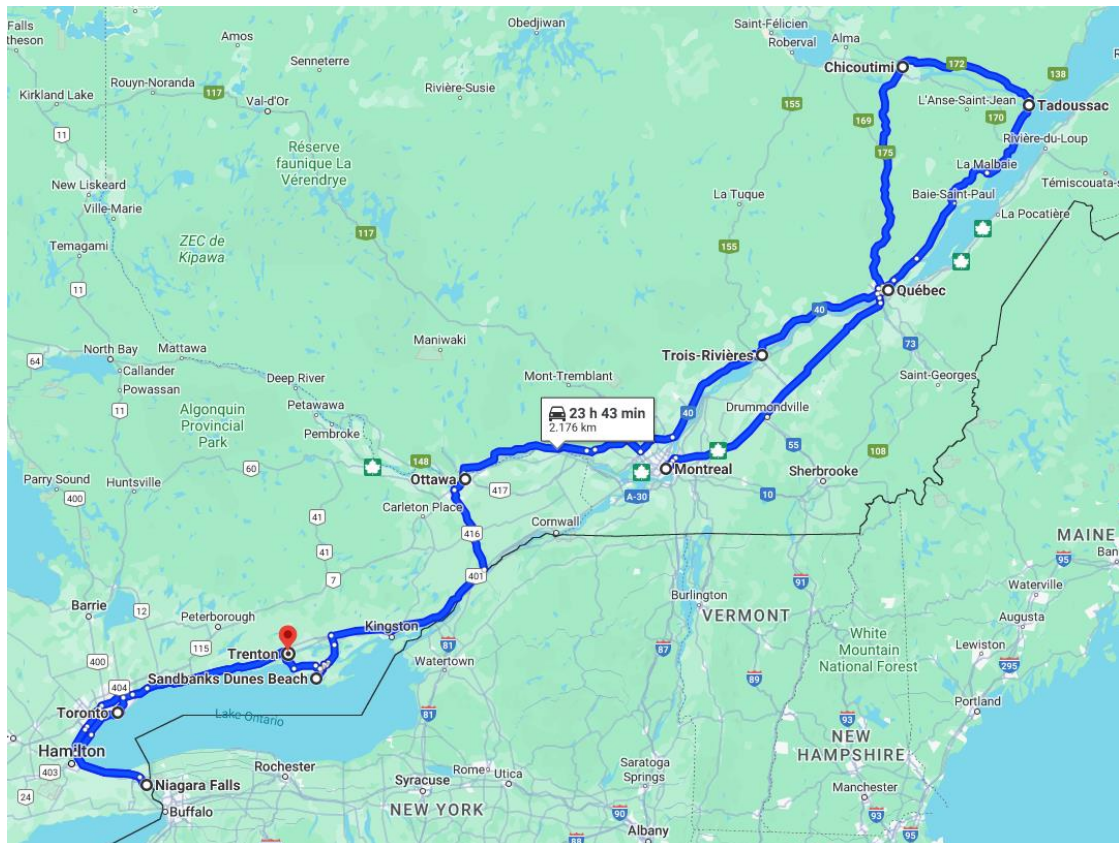 Falls
Amos
Obedjiwan
Saint-Félicien
Roberval
Alma
Chicoutimi
172
138
Senneterre
Rouyn-Noranda
117
Rivière-Susie
155
Kirkland Lake
Val-d'Or
L'Anse-Saint-Jean
170
Tadoussac
169
Rivière-du-Loup
11
Réserve
faunique La
Vérendrye
175
La Malbaie
Témiscouata-s
New Liskeard
Ville-Marie
La Tuque
Baie-Saint-Paul
La Pocatière
117
ZEC de
Kipawa
Temagami
155
11
Québec
40
Maniwaki
Trois-Rivières
73
64
North Bay
Mattawa
Callander
Powassan
Deep River
Mont-Tremblant
Saint-Georges
11
Algonquin
Provincial
Park
Petawawa
Pembroke
23 h 43 min
2.176 km
40
Drummondville
55
108
60
148
Ottawa
417
Montreal
Sherbrooke
Parry Sound
400
Huntsville
A-30
10
Carleton Place
41
416
Cornwall
MAINE
95
41
401
7
91
Waterville
Barrie
12
Peterborough
Burlington
VERMONT
Augusta
400
115
Kingston
81
White
Mountain
National Forest
Lewiston
295
Trenton
Watertown
87
Sandbanks Dunes Beach
89
Portland
404
Toronto
Lake Ontario
81
93
NEW
HAMPSHIRE
95
Hamilton
403
Niagara Falls
Rochester
Rome
Utica
Saratoga
Springs
Syracuse
Manchester
24
Buffalo
NEW YORK
90
93
Albany
88
95